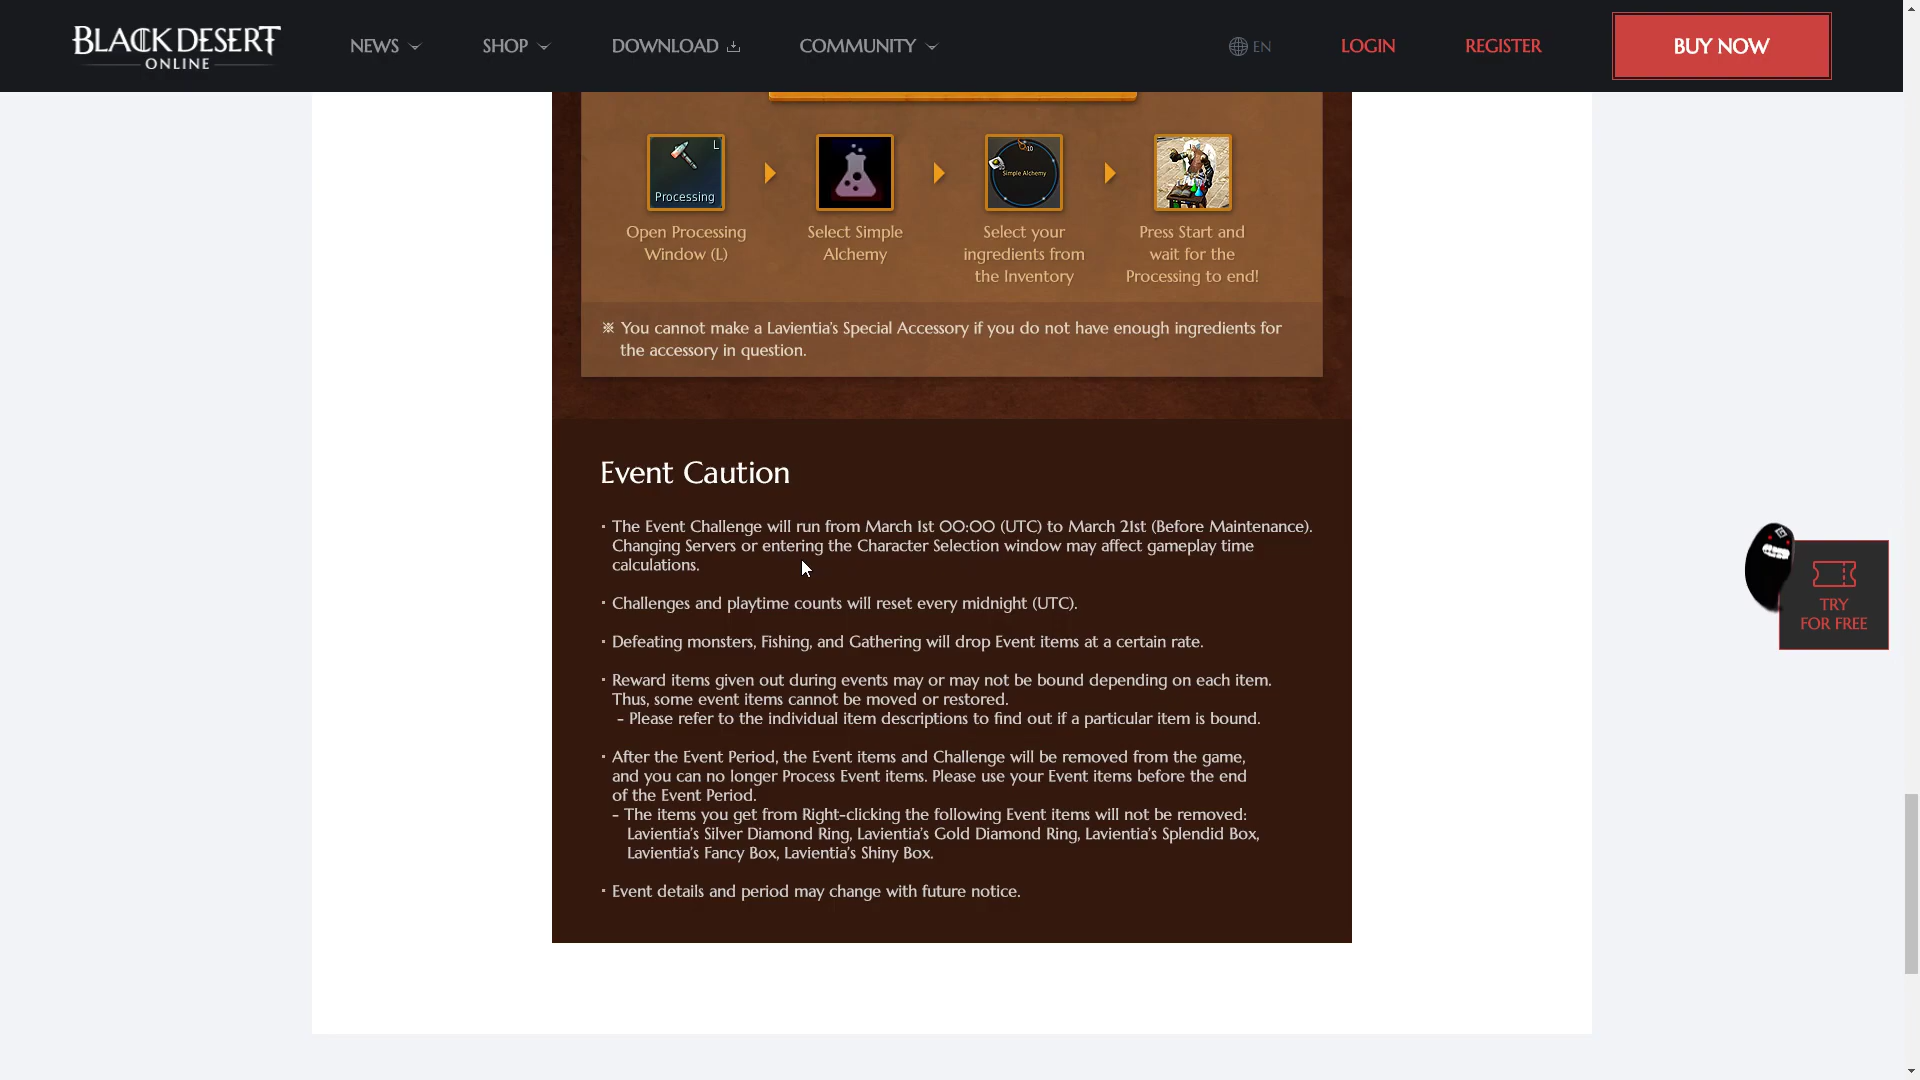 BLACK DESERT
ONLINE
NEWS
SHOP
DOWNLOAD
COMMUNITY
EN
LOGIN
REGISTER
BUY NOW
L
Processing
10
Simple Alchemy
Open Processing
Window (L)
Select Simple
Alchemy
Select your
ingredients from
the Inventory
Press Start and
wait for the
Processing to end!
※ You cannot make a Lavientia's Special Accessory if you do not have enough ingredients for
the accessory in question.
Event Caution
· The Event Challenge will run from March 1st 00:00 (UTC) to March 21st (Before Maintenance).
Changing Servers or entering the Character Selection window may affect gameplay time
calculations.
· Challenges and playtime counts will reset every midnight (UTC).
· Defeating monsters, Fishing, and Gathering will drop Event items at a certain rate.
· Reward items given out during events may or may not be bound depending on each item.
Thus, some event items cannot be moved or restored.
- Please refer to the individual item descriptions to find out if a particular item is bound.
· After the Event Period, the Event items and Challenge will be removed from the game,
and you can no longer Process Event items. Please use your Event items before the end
of the Event Period.
- The items you get from Right-clicking the following Event items will not be removed:
Lavientia's Silver Diamond Ring, Lavientia's Gold Diamond Ring, Lavientia's Splendid Box,
Lavientia's Fancy Box, Lavientia's Shiny Box.
· Event details and period may change with future notice.
TRY
FOR FREE